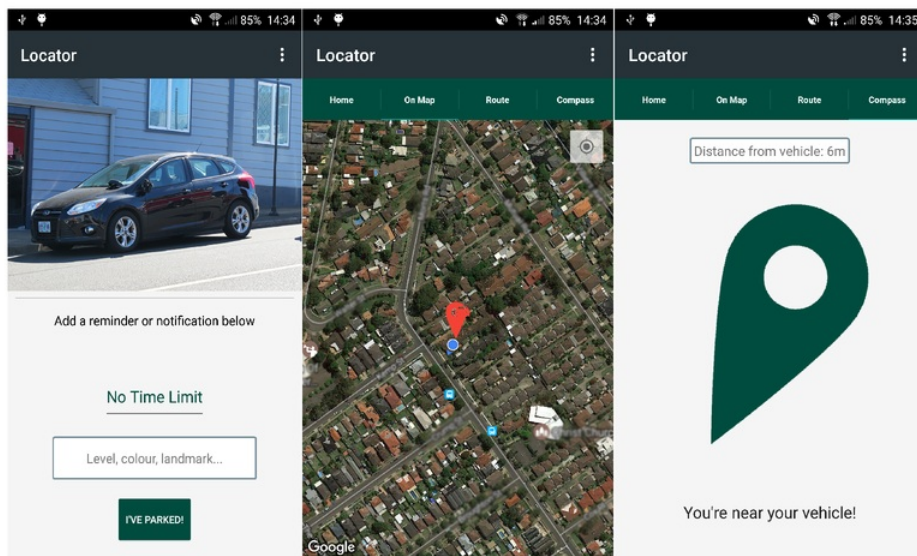 85% 14:34
Locator
Add a reminder or notification below
No Time Limit
Level, colour, landmark...
I'VE PARKED!
85% 14:34
Locator
Home On Map Route Compass
Google
85% 14:35
Locator
Home On Map Route Compass
Distance from vehicle: 6m
You're near your vehicle!